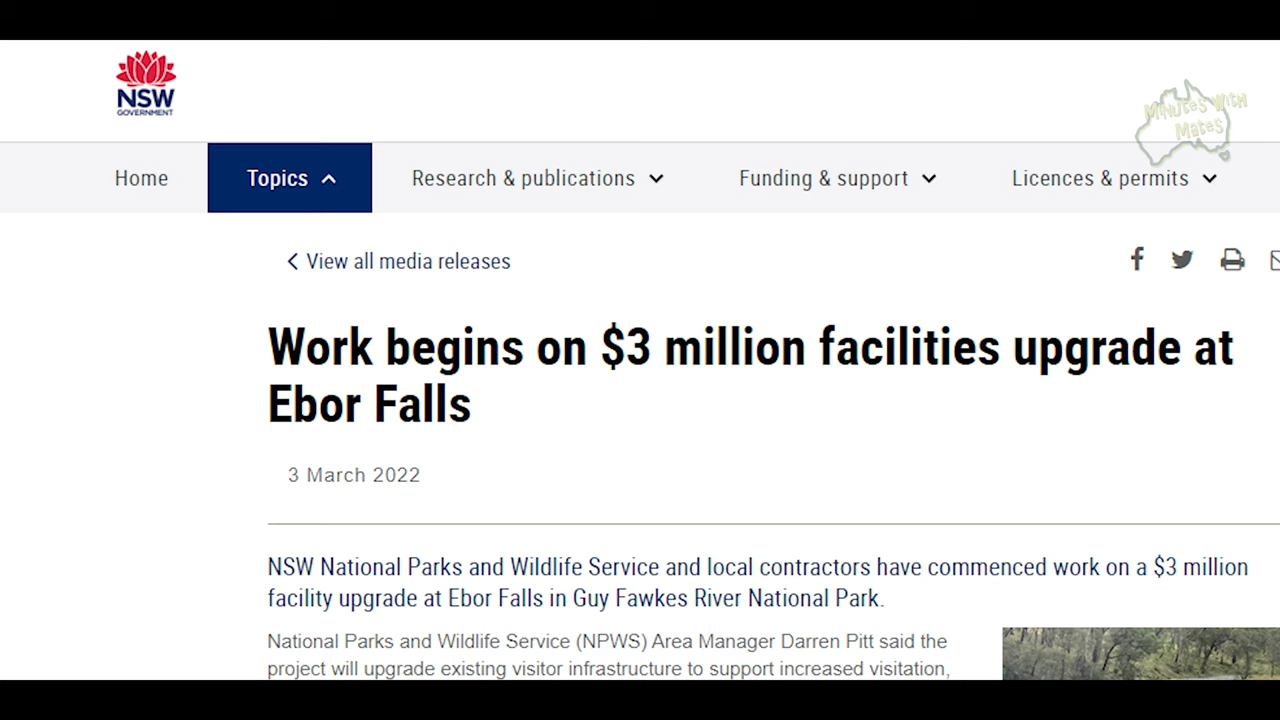 NSW
GOVERNMENT
Minutes With
Mates
Home
Topics
Research & publications
Funding & support
Licences & permits
View all media releases
Work begins on $3 million facilities upgrade at
Ebor Falls
3 March 2022
NSW National Parks and Wildlife Service and local contractors have commenced work on a $3 million
facility upgrade at Ebor Falls in Guy Fawkes River National Park.
National Parks and Wildlife Service (NPWS) Area Manager Darren Pitt said the
project will upgrade existing visitor infrastructure to support increased visitation,